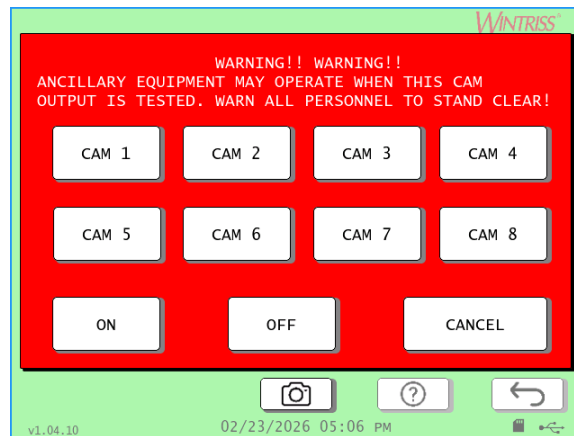 WINTRISS®
WARNING!! WARNING!!
ANCILLARY EQUIPMENT MAY OPERATE WHEN THIS CAM
OUTPUT IS TESTED. WARN ALL PERSONNEL TO STAND CLEAR!
CAM 1 CAM 2 CAM 3 CAM 4
CAM 5 CAM 6 CAM 7 CAM 8
ON OFF CANCEL
?
v1.04.10 02/23/2026 05:06 PM